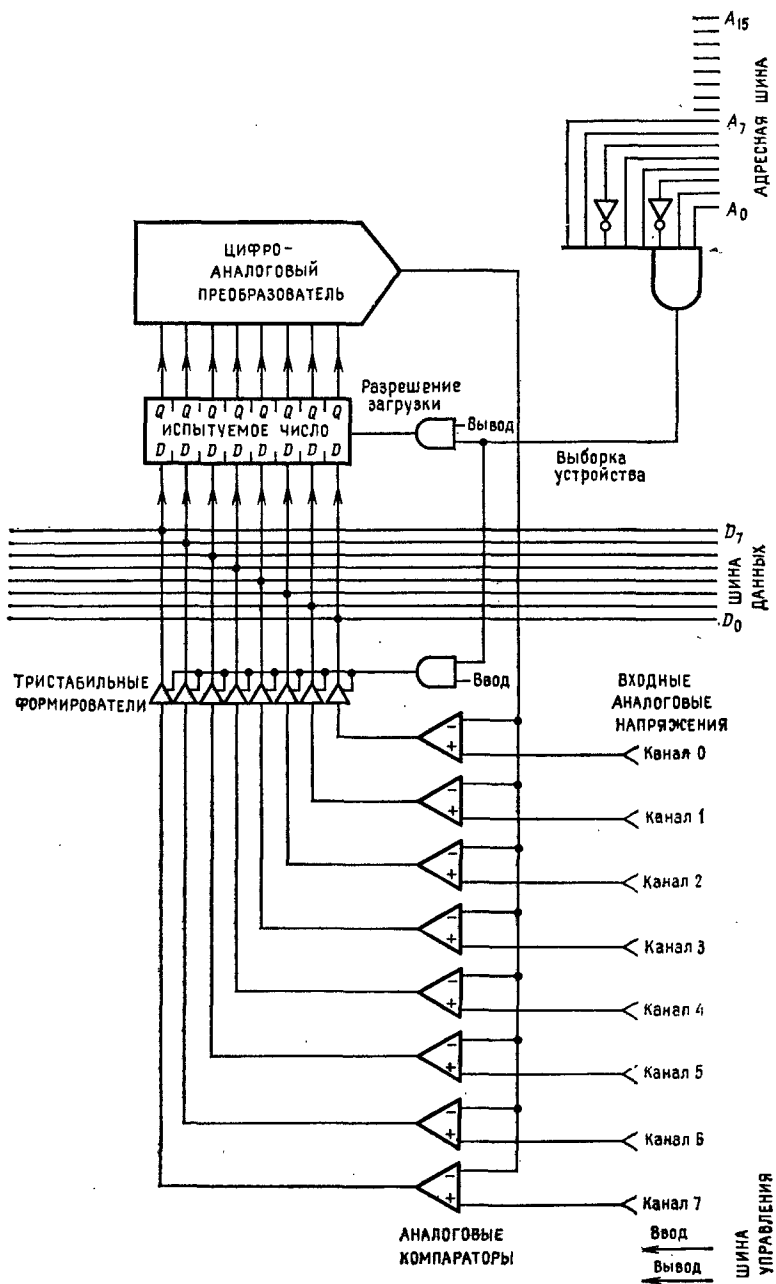 A15
АДРЕСНАЯ ШИНА
A7
A0
ЦИФРО-
АНАЛОГОВЫЙ
ПРЕОБРАЗОВАТЕЛЬ
Разрешение
загрузки
Q Q Q Q Q Q Q Q
ИСПЫТУЕМОЕ ЧИСЛО
D D D D D D D D
Вывод
Выборка
устройства
D7
ШИНА
ДАННЫХ
D0
ТРИСТАБИЛЬНЫЕ
ФОРМИРОВАТЕЛИ
Ввод
ВХОДНЫЕ
АНАЛОГОВЫЕ
НАПРЯЖЕНИЯ
−
+
Канал 0
−
+
Канал 1
−
+
Канал 2
−
+
Канал 3
−
+
Канал 4
−
+
Канал 5
−
+
Канал 6
−
+
Канал 7
АНАЛОГОВЫЕ
КОМПАРАТОРЫ
Ввод
Вывод
ШИНА
УПРАВЛЕНИЯ